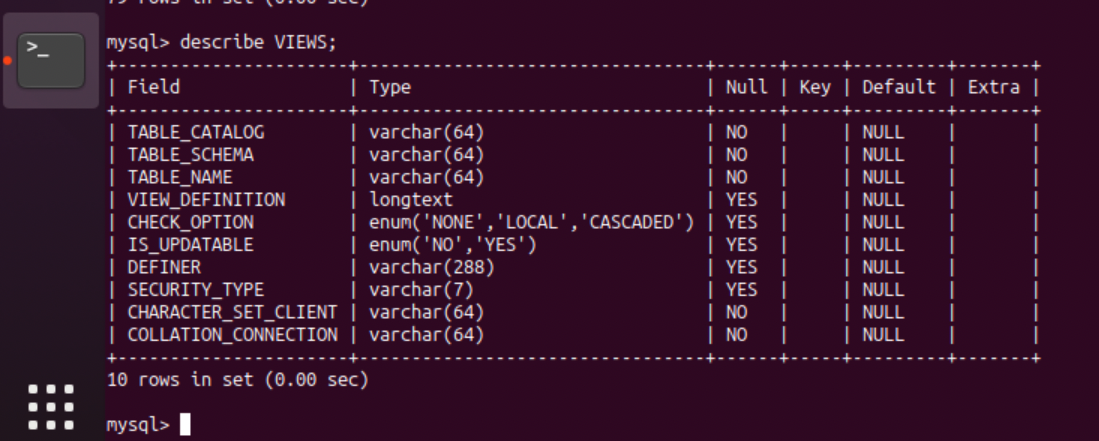 79 rows in set (0.00 sec)
>_
mysql> describe VIEWS;
+----------------------+---------------------------------+------+-----+---------+-------+
| Field                | Type                            | Null | Key | Default | Extra |
+----------------------+---------------------------------+------+-----+---------+-------+
| TABLE_CATALOG        | varchar(64)                     | NO   |     | NULL    |       |
| TABLE_SCHEMA         | varchar(64)                     | NO   |     | NULL    |       |
| TABLE_NAME           | varchar(64)                     | NO   |     | NULL    |       |
| VIEW_DEFINITION      | longtext                        | YES  |     | NULL    |       |
| CHECK_OPTION         | enum('NONE','LOCAL','CASCADED') | YES  |     | NULL    |       |
| IS_UPDATABLE         | enum('NO','YES')                | YES  |     | NULL    |       |
| DEFINER              | varchar(288)                    | YES  |     | NULL    |       |
| SECURITY_TYPE        | varchar(7)                      | YES  |     | NULL    |       |
| CHARACTER_SET_CLIENT | varchar(64)                     | NO   |     | NULL    |       |
| COLLATION_CONNECTION | varchar(64)                     | NO   |     | NULL    |       |
+----------------------+---------------------------------+------+-----+---------+-------+
10 rows in set (0.00 sec)
mysql>